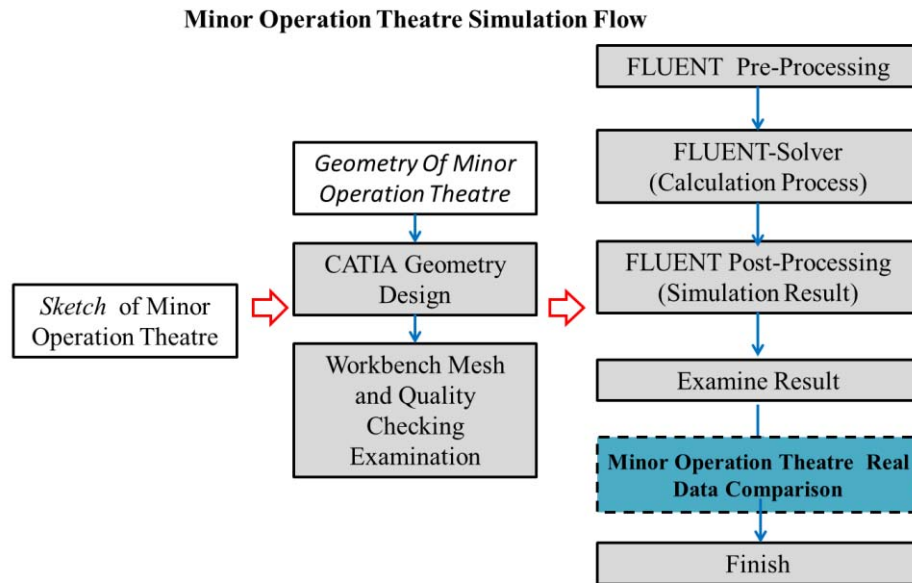 Minor Operation Theatre Simulation Flow
Sketch of Minor
Operation Theatre
Geometry Of Minor
Operation Theatre
CATIA Geometry
Design
Workbench Mesh
and Quality
Checking
Examination
FLUENT Pre-Processing
FLUENT-Solver
(Calculation Process)
FLUENT Post-Processing
(Simulation Result)
Examine Result
Minor Operation Theatre Real
Data Comparison
Finish